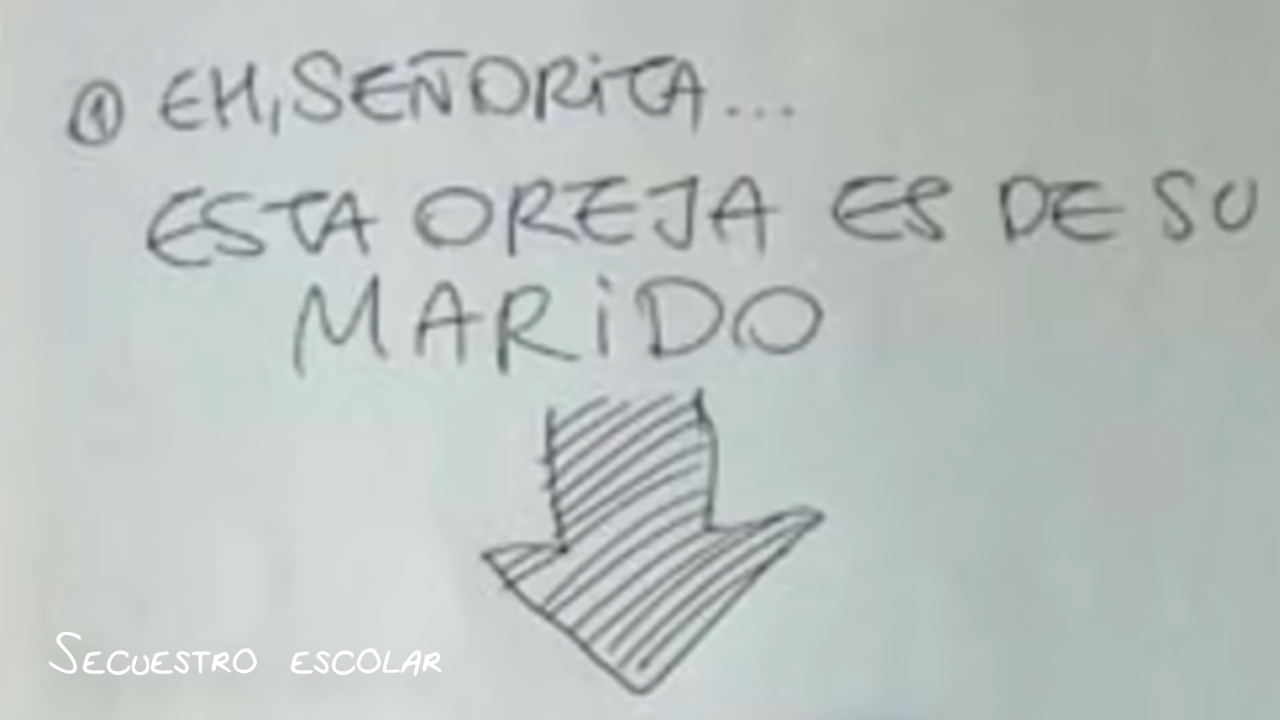 ① EH, SEÑORiTA...
ESTA OREJA ES DE SU
MARiDO
SECUESTRO ESCOLAR